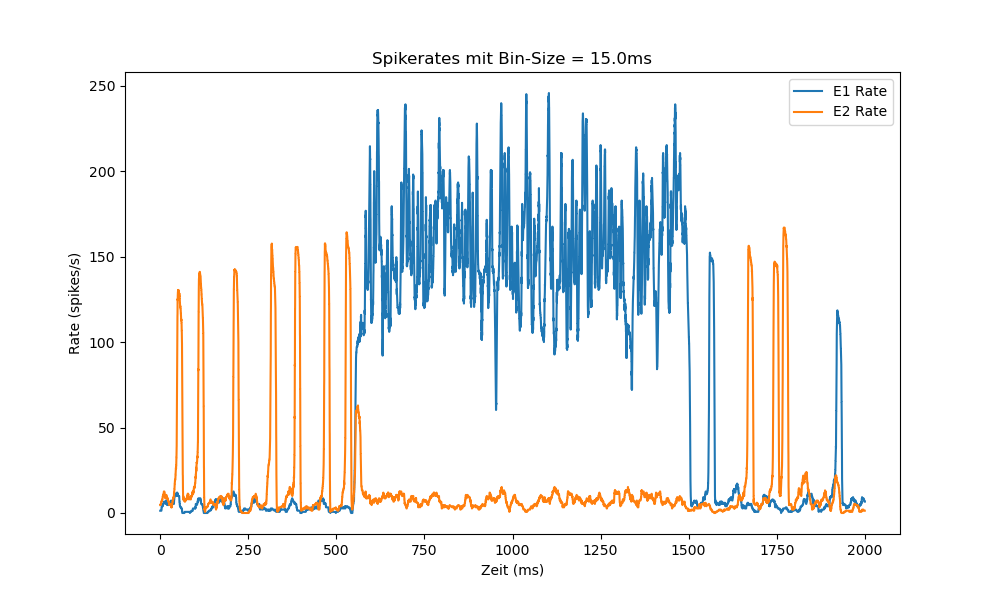 Spikerates mit Bin-Size = 15.0ms
E1 Rate
E2 Rate
250
200
150
100
50
0
Rate (spikes/s)
0 250 500 750 1000 1250 1500 1750 2000
Zeit (ms)